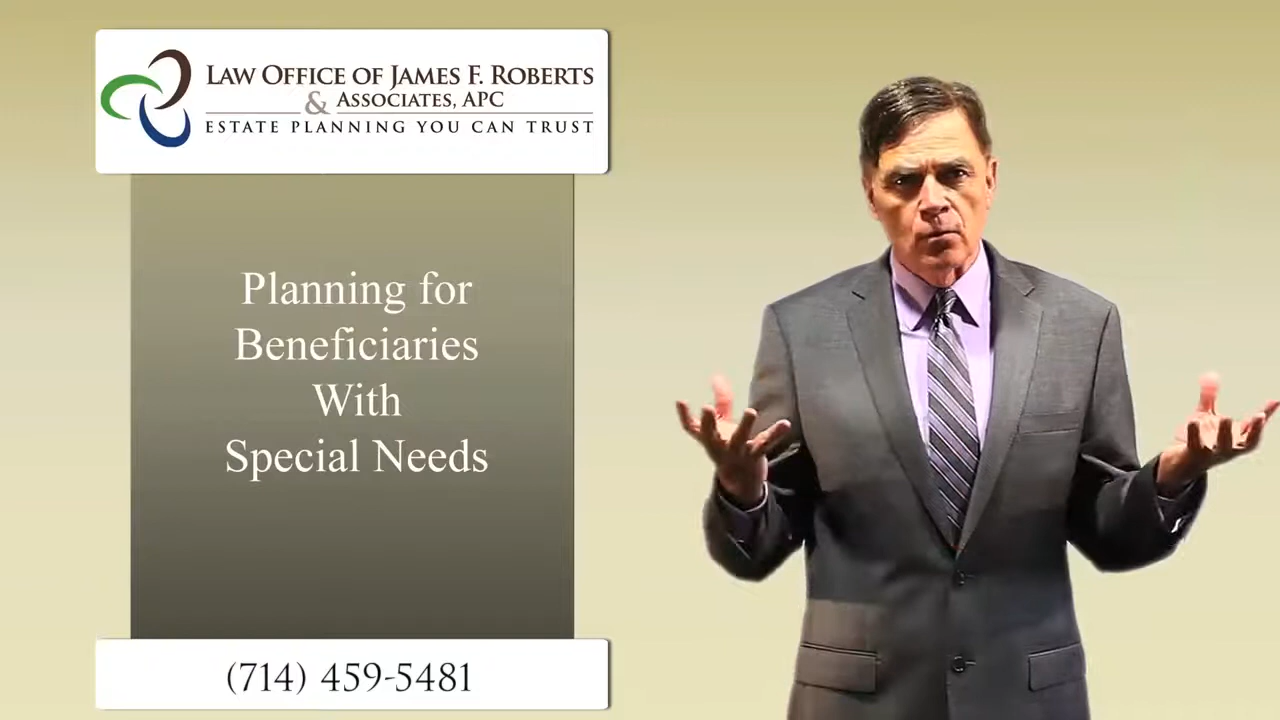 LAW OFFICE OF JAMES F. ROBERTS
& ASSOCIATES, APC
ESTATE PLANNING YOU CAN TRUST
Planning for
Beneficiaries
With
Special Needs
(714) 459-5481